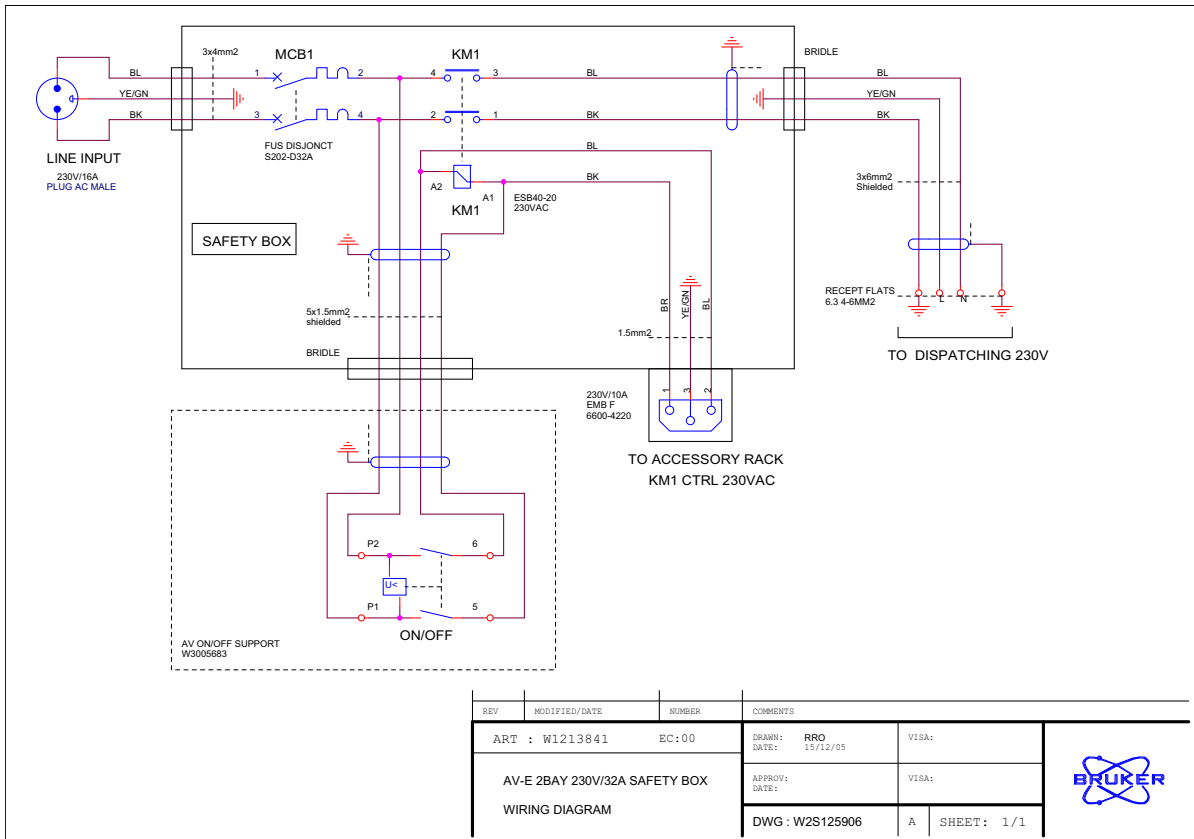 3x4mm2
MCB1
KM1
BRIDLE
BL
1
2
4
3
BL
BL
YE/GN
YE/GN
BK
3
4
2
1
BK
BK
LINE INPUT
230V/16A
PLUG AC MALE
FUS DISJONCT
S202-D32A
BL
A2
A1
BK
KM1
ESB40-20
230VAC
3x6mm2
Shielded
SAFETY BOX
5x1.5mm2
shielded
BR
YE/GN
BL
1.5mm2
RECEPT FLATS
6.3 4-6MM2
L
N
BRIDLE
TO DISPATCHING 230V
230V/10A
EMB F
6600-4220
1
3
2
TO ACCESSORY RACK
KM1 CTRL 230VAC
P2
6
U<
P1
5
ON/OFF
AV ON/OFF SUPPORT
W3005683
REV
MODIFIED/DATE
NUMBER
COMMENTS
ART : W1213841
EC:00
DRAWN: RRO
DATE: 15/12/05
VISA:
AV-E 2BAY 230V/32A SAFETY BOX
WIRING DIAGRAM
APPROV:
DATE:
VISA:
DWG : W2S125906
A
SHEET: 1/1
BRUKER